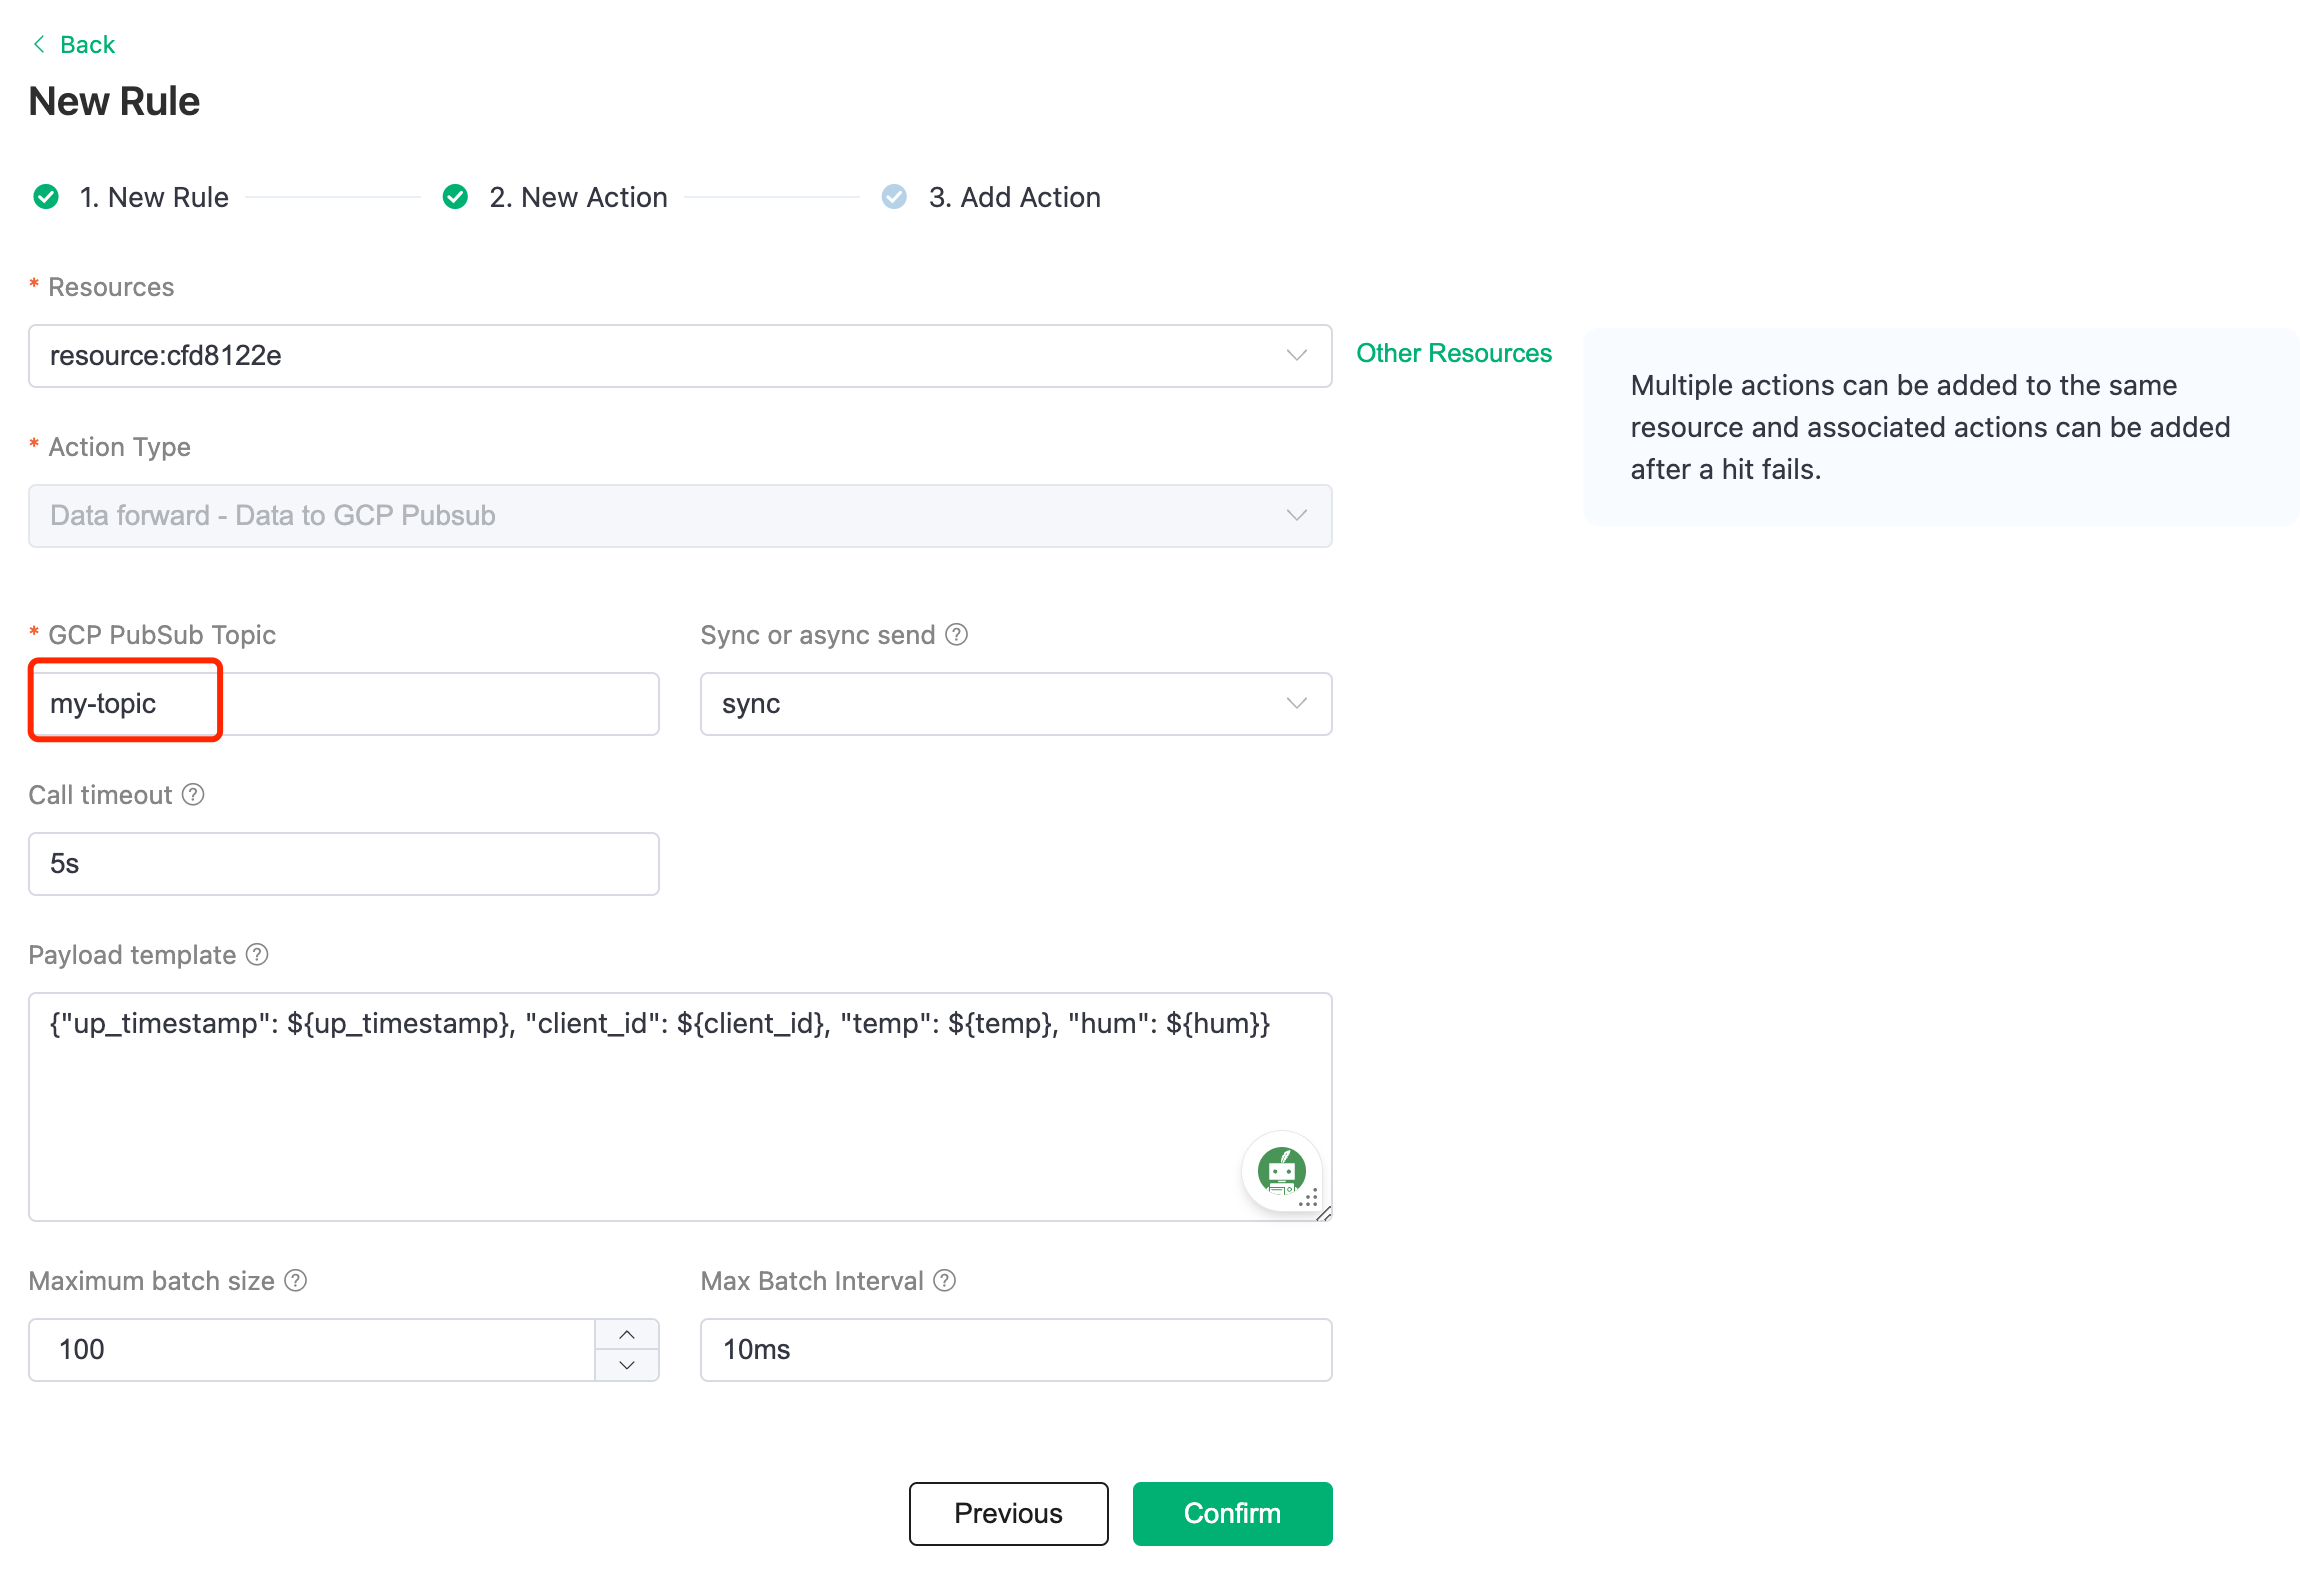 Back
New Rule
1. New Rule
2. New Action
3. Add Action
* Resources
resource:cfd8122e
Other Resources
Multiple actions can be added to the same
resource and associated actions can be added
after a hit fails.
* Action Type
Data forward - Data to GCP Pubsub
* GCP PubSub Topic
Sync or async send ?
my-topic
sync
Call timeout ?
5s
Payload template ?
{"up_timestamp": ${up_timestamp}, "client_id": ${client_id}, "temp": ${temp}, "hum": ${hum}}
Maximum batch size ?
Max Batch Interval ?
100
10ms
Previous
Confirm